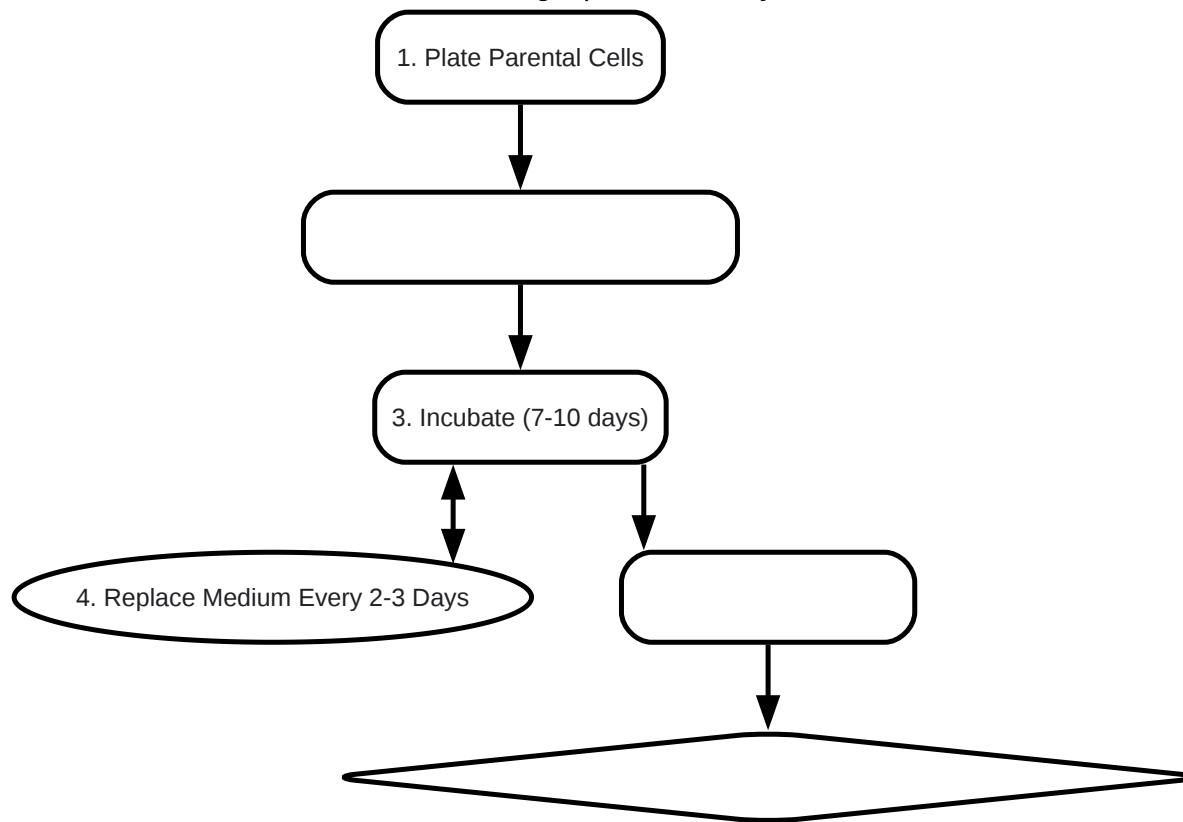 1. Plate Parental Cells
3. Incubate (7-10 days)
4. Replace Medium Every 2-3 Days